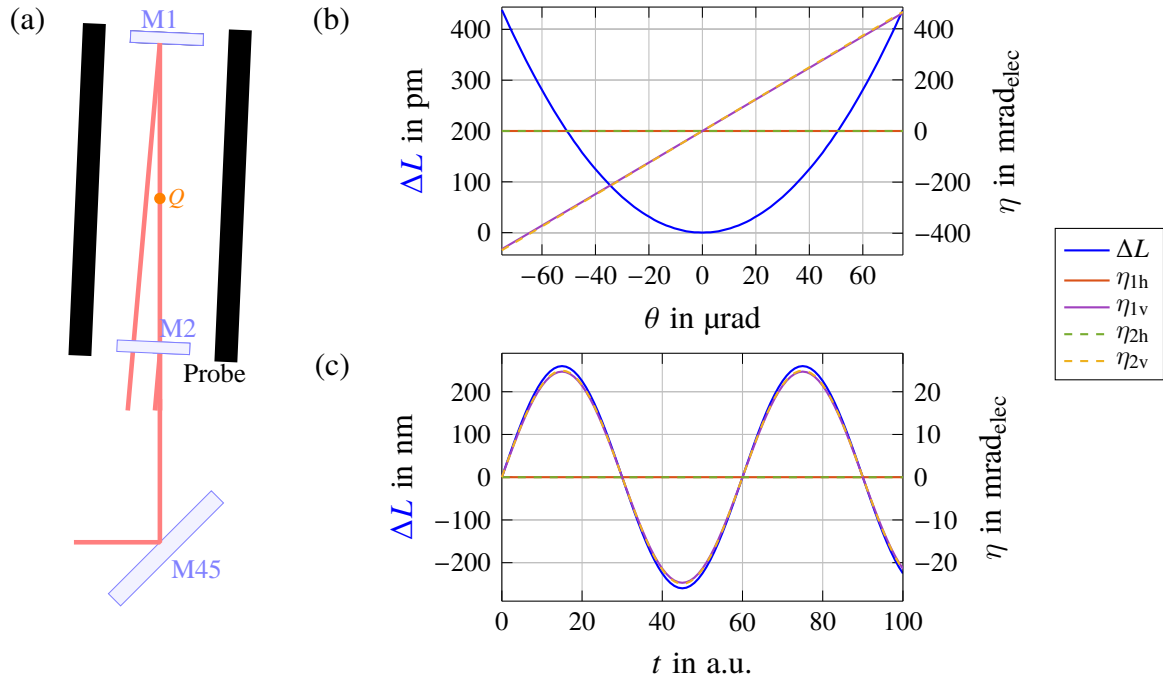 (a)
M1
Q
M2
Probe
M45
(b)
400
300
200
100
0
ΔL in pm
400
200
0
−200
−400
η in mrad_elec
−60 −40 −20 0 20 40 60
θ in μrad
(c)
200
100
0
−100
−200
ΔL in nm
20
10
0
−10
−20
η in mrad_elec
0 20 40 60 80 100
t in a.u.
ΔL
η1h
η1v
η2h
η2v